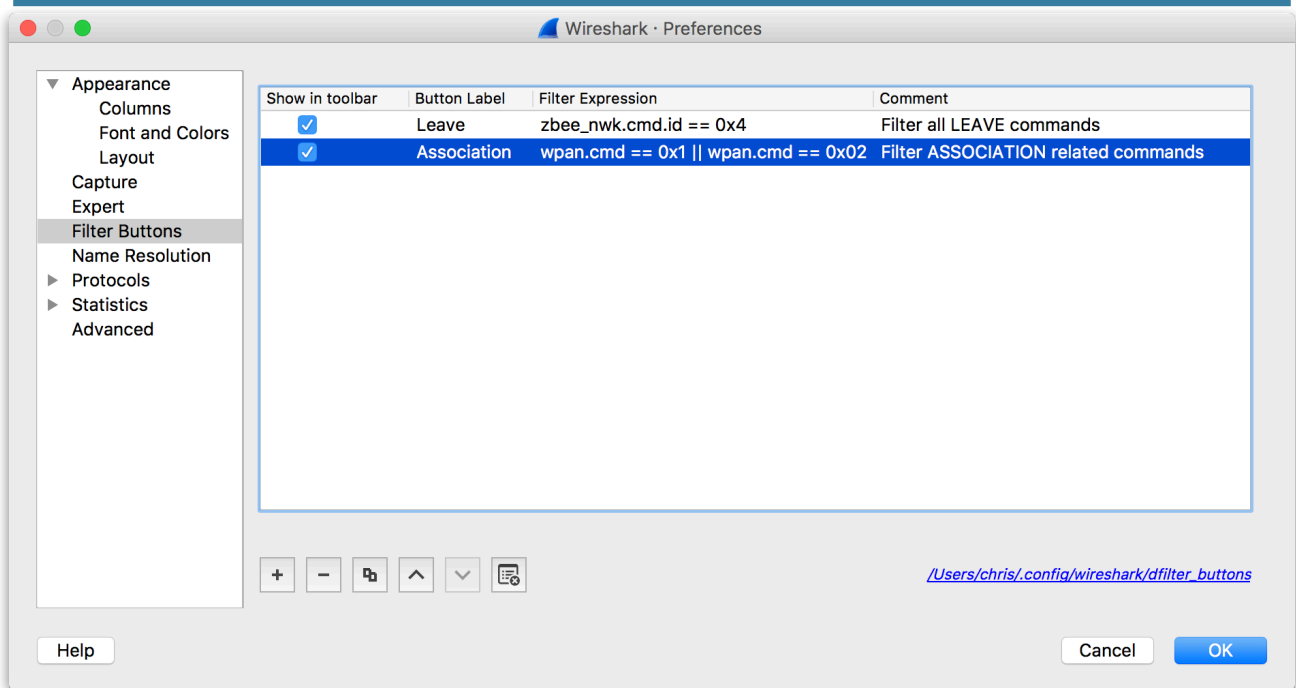 Wireshark · Preferences
Appearance
Columns
Font and Colors
Layout
Capture
Expert
Filter Buttons
Name Resolution
Protocols
Statistics
Advanced
Show in toolbar Button Label Filter Expression Comment
Leave zbee_nwk.cmd.id == 0x4 Filter all LEAVE commands
Association wpan.cmd == 0x1 || wpan.cmd == 0x02 Filter ASSOCIATION related commands
/Users/chris/.config/wireshark/dfilter_buttons
Help Cancel OK